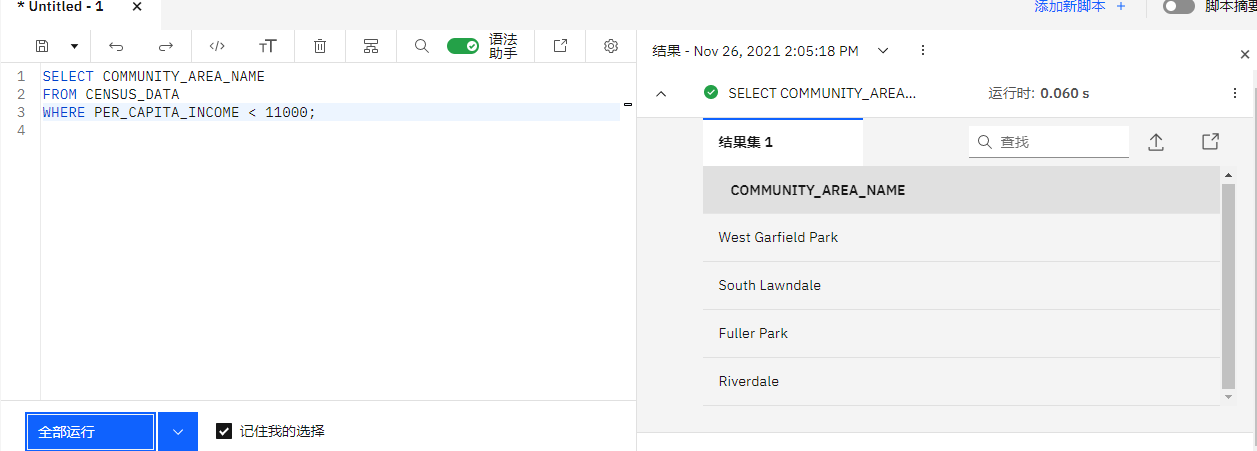 * Untitled - 1 ×
添加新脚本 +
脚本摘要
语法
助手
1 SELECT COMMUNITY_AREA_NAME
2 FROM CENSUS_DATA
3 WHERE PER_CAPITA_INCOME < 11000;
4
全部运行
记住我的选择
结果 - Nov 26, 2021 2:05:18 PM
SELECT COMMUNITY_AREA... 运行时: 0.060 s
结果集 1
查找
COMMUNITY_AREA_NAME
West Garfield Park
South Lawndale
Fuller Park
Riverdale